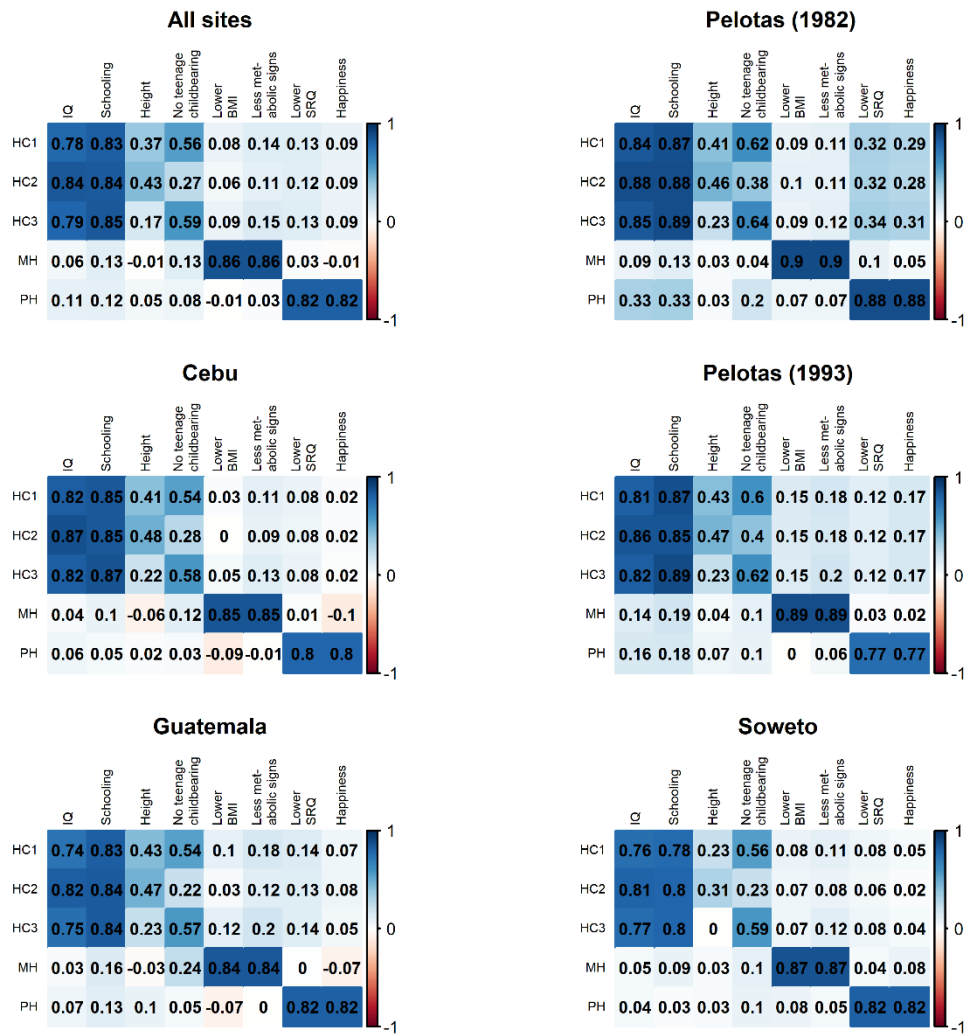 All sites
IQ
Schooling
Height
No teenage
childbearing
Lower
BMI
Less met-
abolic signs
Lower
SRQ
Happiness
HC1 0.78 0.83 0.37 0.56 0.08 0.14 0.13 0.09
HC2 0.84 0.84 0.43 0.27 0.06 0.11 0.12 0.09
HC3 0.79 0.85 0.17 0.59 0.09 0.15 0.13 0.09
MH 0.06 0.13 -0.01 0.13 0.86 0.86 0.03 -0.01
PH 0.11 0.12 0.05 0.08 -0.01 0.03 0.82 0.82
1
0
-1
Pelotas (1982)
IQ
Schooling
Height
No teenage
childbearing
Lower
BMI
Less met-
abolic signs
Lower
SRQ
Happiness
HC1 0.84 0.87 0.41 0.62 0.09 0.11 0.32 0.29
HC2 0.88 0.88 0.46 0.38 0.1 0.11 0.32 0.28
HC3 0.85 0.89 0.23 0.64 0.09 0.12 0.34 0.31
MH 0.09 0.13 0.03 0.04 0.9 0.9 0.1 0.05
PH 0.33 0.33 0.03 0.2 0.07 0.07 0.88 0.88
1
0
-1
Cebu
IQ
Schooling
Height
No teenage
childbearing
Lower
BMI
Less met-
abolic signs
Lower
SRQ
Happiness
HC1 0.82 0.85 0.41 0.54 0.03 0.11 0.08 0.02
HC2 0.87 0.85 0.48 0.28 0 0.09 0.08 0.02
HC3 0.82 0.87 0.22 0.58 0.05 0.13 0.08 0.02
MH 0.04 0.1 -0.06 0.12 0.85 0.85 0.01 -0.1
PH 0.06 0.05 0.02 0.03 -0.09 -0.01 0.8 0.8
1
0
-1
Pelotas (1993)
IQ
Schooling
Height
No teenage
childbearing
Lower
BMI
Less met-
abolic signs
Lower
SRQ
Happiness
HC1 0.81 0.87 0.43 0.6 0.15 0.18 0.12 0.17
HC2 0.86 0.85 0.47 0.4 0.15 0.18 0.12 0.17
HC3 0.82 0.89 0.23 0.62 0.15 0.2 0.12 0.17
MH 0.14 0.19 0.04 0.1 0.89 0.89 0.03 0.02
PH 0.16 0.18 0.07 0.1 0 0.06 0.77 0.77
1
0
-1
Guatemala
IQ
Schooling
Height
No teenage
childbearing
Lower
BMI
Less met-
abolic signs
Lower
SRQ
Happiness
HC1 0.74 0.83 0.43 0.54 0.1 0.18 0.14 0.07
HC2 0.82 0.84 0.47 0.22 0.03 0.12 0.13 0.08
HC3 0.75 0.84 0.23 0.57 0.12 0.2 0.14 0.05
MH 0.03 0.16 -0.03 0.24 0.84 0.84 0 -0.07
PH 0.07 0.13 0.1 0.05 -0.07 0 0.82 0.82
1
0
-1
Soweto
IQ
Schooling
Height
No teenage
childbearing
Lower
BMI
Less met-
abolic signs
Lower
SRQ
Happiness
HC1 0.76 0.78 0.23 0.56 0.08 0.11 0.08 0.05
HC2 0.81 0.8 0.31 0.23 0.07 0.08 0.06 0.02
HC3 0.77 0.8 0 0.59 0.07 0.12 0.08 0.04
MH 0.05 0.09 0.03 0.1 0.87 0.87 0.04 0.08
PH 0.04 0.03 0.03 0.1 0.08 0.05 0.82 0.82
1
0
-1